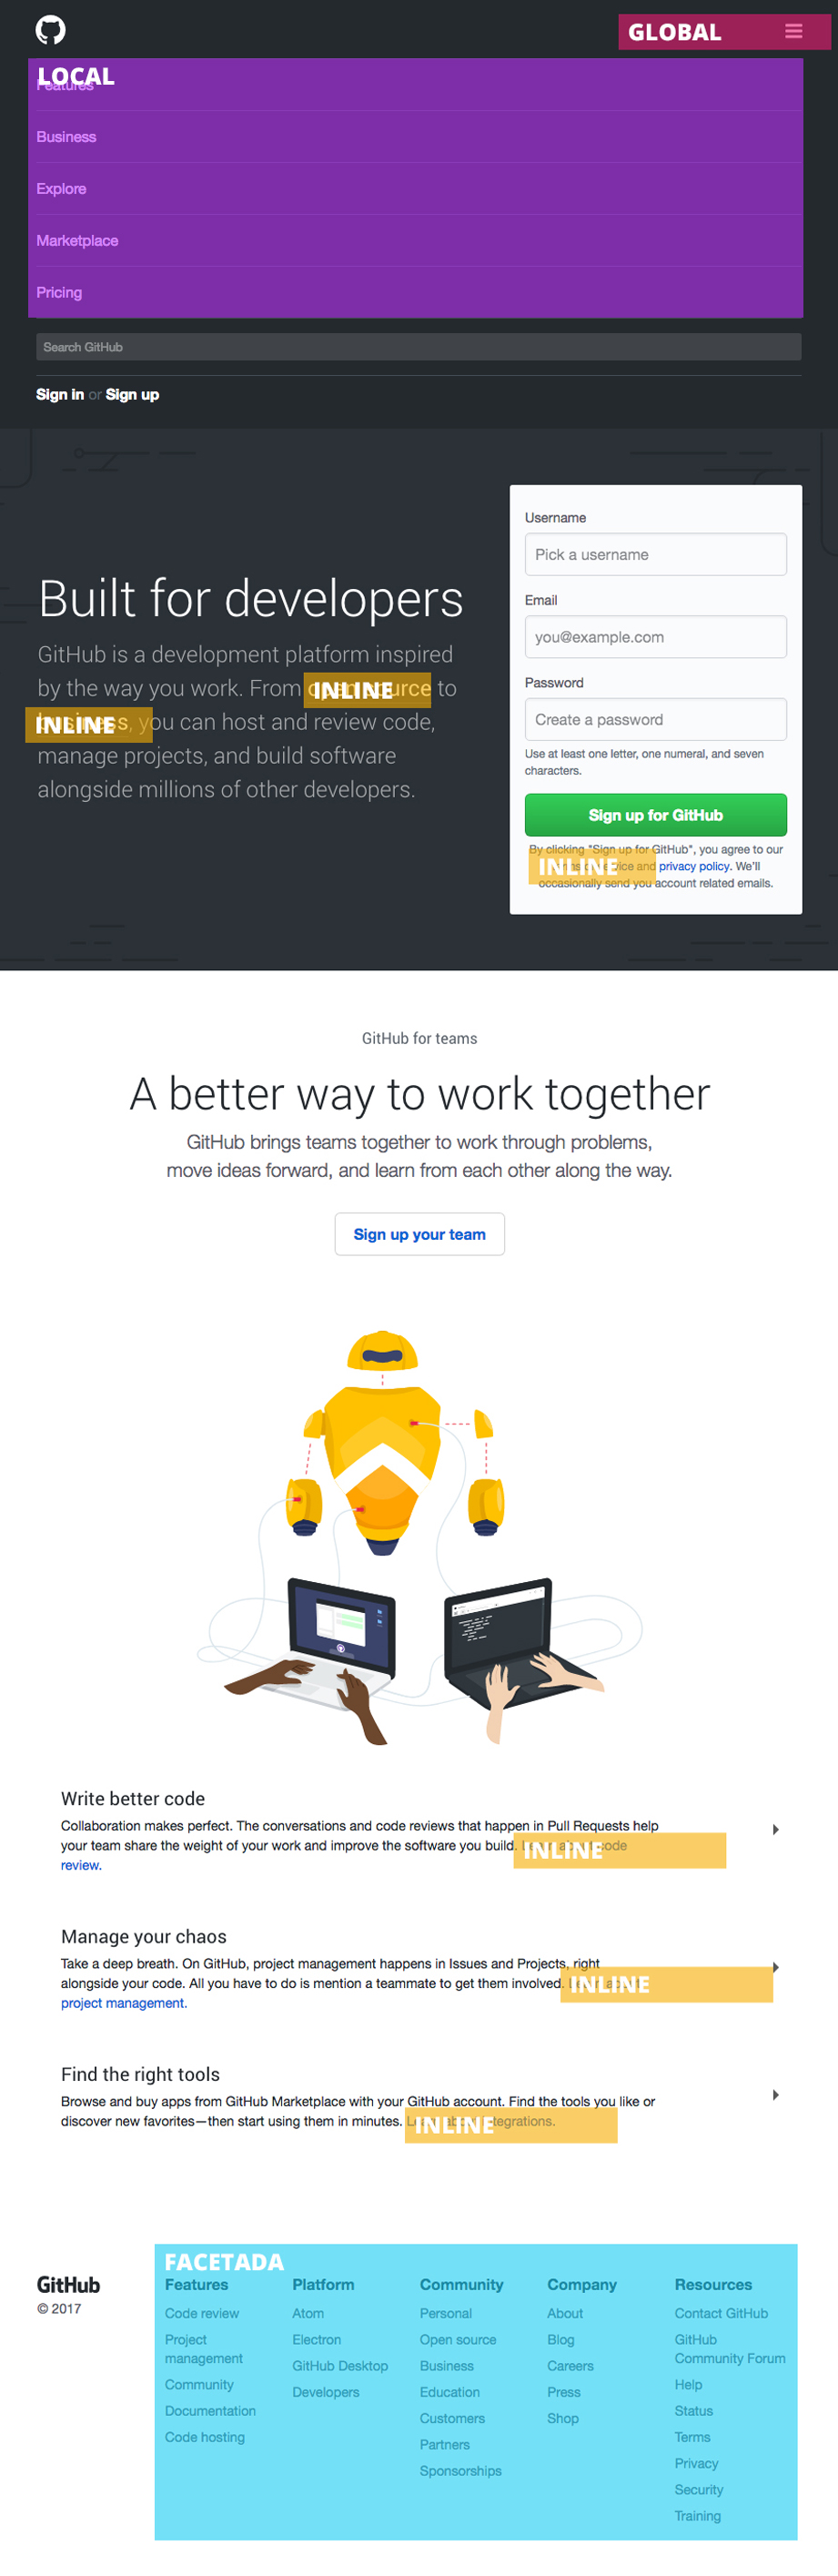 GLOBAL
LOCAL
Features
Business
Explore
Marketplace
Pricing
Search GitHub
Sign in or Sign up
Built for developers
GitHub is a development platform inspired
by the way you work. From INLINE to
INLINE, you can host and review code,
manage projects, and build software
alongside millions of other developers.
Username
Pick a username
Email
you@example.com
Password
Create a password
Use at least one letter, one numeral, and seven
characters.
Sign up for GitHub
By clicking "Sign up for GitHub", you agree to our
INLINE and privacy policy. We'll
occasionally send you account related emails.
GitHub for teams
A better way to work together
GitHub brings teams together to work through problems,
move ideas forward, and learn from each other along the way.
Sign up your team
Write better code
Collaboration makes perfect. The conversations and code reviews that happen in Pull Requests help
your team share the weight of your work and improve the software you build. INLINE code
review.
Manage your chaos
Take a deep breath. On GitHub, project management happens in Issues and Projects, right
alongside your code. All you have to do is mention a teammate to get them involved. INLINE
project management.
Find the right tools
Browse and buy apps from GitHub Marketplace with your GitHub account. Find the tools you like or
discover new favorites—then start using them in minutes. INLINE integrations.
GitHub
© 2017
FACETADA
Features
Code review
Project
management
Community
Documentation
Code hosting
Platform
Atom
Electron
GitHub Desktop
Developers
Community
Personal
Open source
Business
Education
Customers
Partners
Sponsorships
Company
About
Blog
Careers
Press
Shop
Resources
Contact GitHub
GitHub
Community Forum
Help
Status
Terms
Privacy
Security
Training